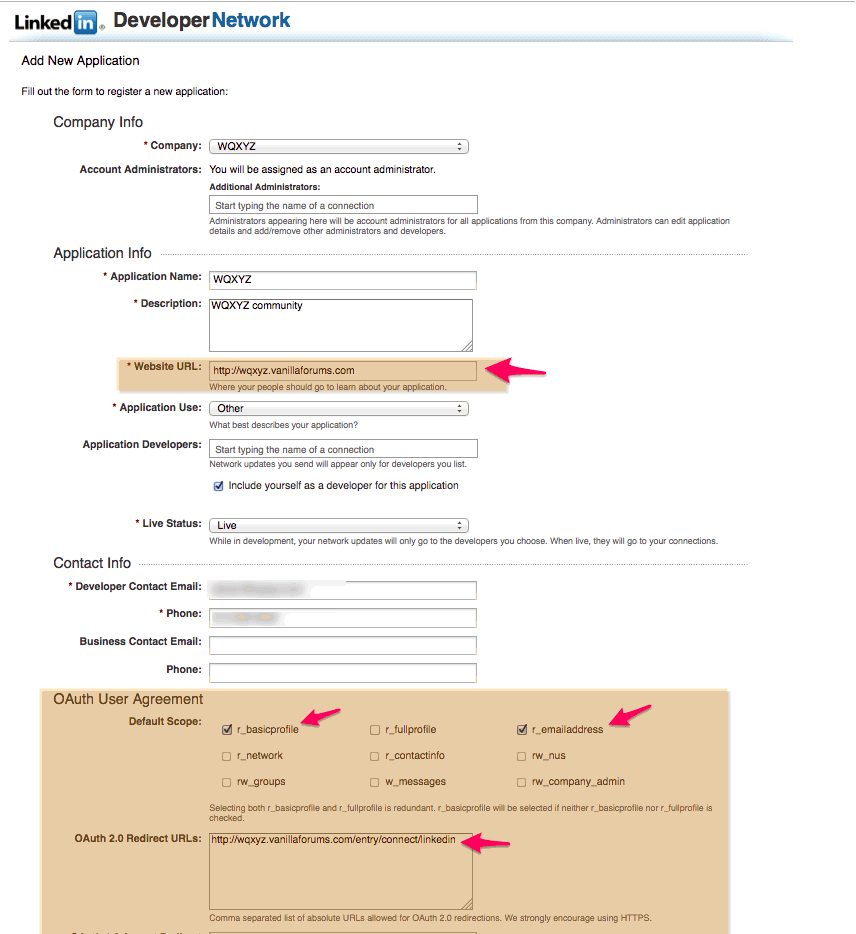 Linked in® DeveloperNetwork
Add New Application
Fill out the form to register a new application:
Company Info
* Company: WQXYZ
Account Administrators: You will be assigned as an account administrator.
Additional Administrators:
Start typing the name of a connection
Administrators appearing here will be account administrators for all applications from this company. Administrators can edit application
details and add/remove other administrators and developers.
Application Info
* Application Name: WQXYZ
* Description: WQXYZ community
* Website URL: http://wqxyz.vanillaforums.com
Where your people should go to learn about your application.
* Application Use: Other
What best describes your application?
Application Developers: Start typing the name of a connection
Network updates you send will appear only for developers you list.
Include yourself as a developer for this application
* Live Status: Live
While in development, your network updates will only go to the developers you choose. When live, they will go to your connections.
Contact Info
* Developer Contact Email:
* Phone:
Business Contact Email:
Phone:
OAuth User Agreement
Default Scope:
r_basicprofile r_fullprofile r_emailaddress
r_network r_contactinfo rw_nus
rw_groups w_messages rw_company_admin
Selecting both r_basicprofile and r_fullprofile is redundant. r_basicprofile will be selected if neither r_basicprofile nor r_fullprofile is
checked.
OAuth 2.0 Redirect URLs: http://wqxyz.vanillaforums.com/entry/connect/linkedin
Comma separated list of absolute URLs allowed for OAuth 2.0 redirections. We strongly encourage using HTTPS.